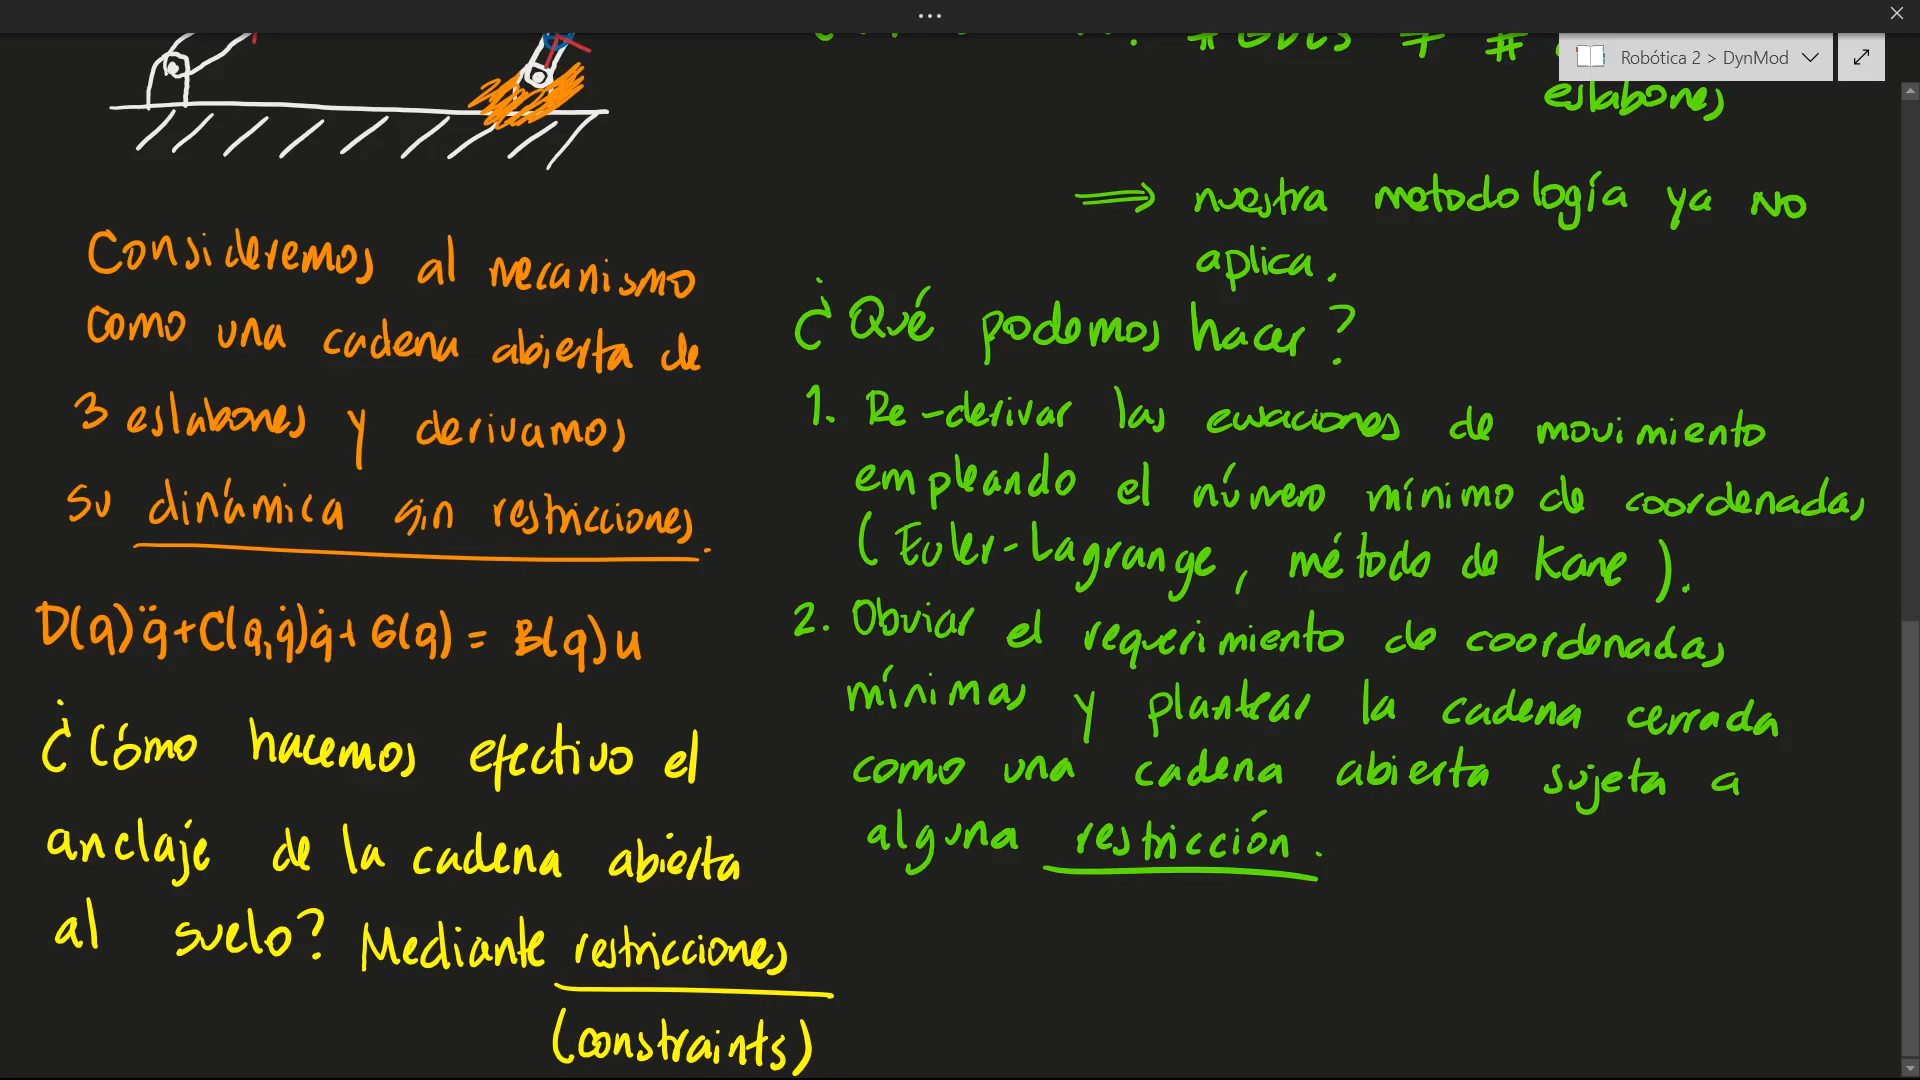 Robótica 2 > DynMod
#GDLS ≠ #
eslabones
⟹ nuestra metodología ya NO
aplica.
¿Qué podemos hacer?
1. Re-derivar las ecuaciones de movimiento
empleando el número mínimo de coordenadas
(Euler-Lagrange, método de Kane).
2. Obviar el requerimiento de coordenadas
mínimas y plantear la cadena cerrada
como una cadena abierta sujeta a
alguna restricción.
Consideremos al mecanismo
como una cadena abierta de
3 eslabones y derivamos
su dinámica sin restricciones.
D(q)q̈+C(q,q̇)q̇+G(q) = B(q)u
¿Cómo hacemos efectivo el
anclaje de la cadena abierta
al suelo? Mediante restricciones
(constraints)